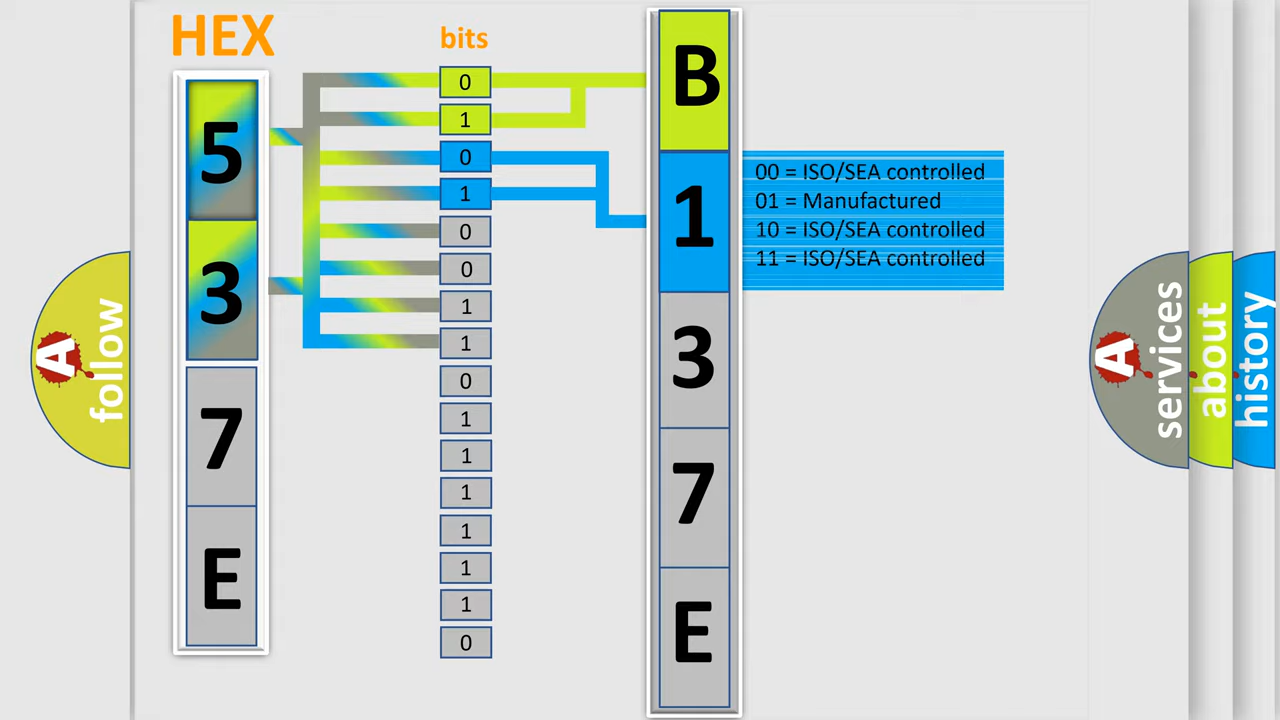 HEX
bits
5
3
7
E
0
1
0
1
0
0
1
1
0
1
1
1
1
1
1
0
B
1
3
7
E
00 = ISO/SEA controlled
01 = Manufactured
10 = ISO/SEA controlled
11 = ISO/SEA controlled
A
follow
A
services
about
history